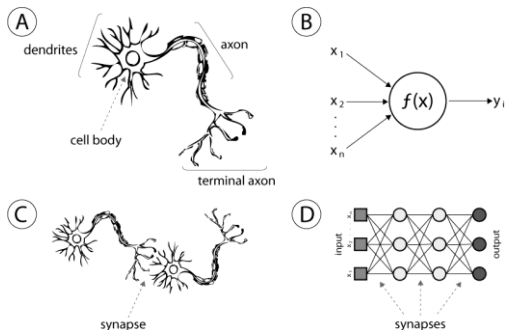 A
dendrites
axon
cell body
terminal axon
B
x1
x2
.
.
.
xn
f(x)
yi
C
synapse
D
input
output
synapses